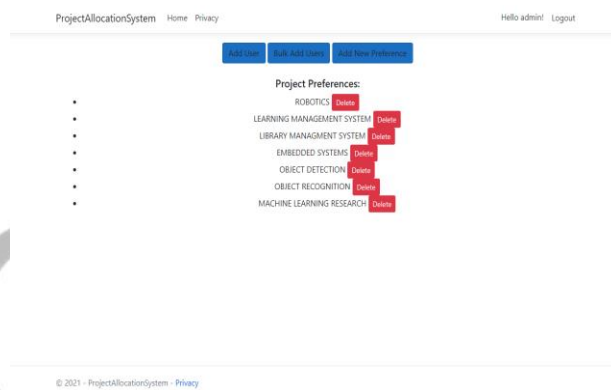 ProjectAllocationSystem Home Privacy Hello admin! Logout
Add User Bulk Add Users Add New Preference
Project Preferences:
ROBOTICS Delete
LEARNING MANAGEMENT SYSTEM Delete
LIBRARY MANAGMENT SYSTEM Delete
EMBEDDED SYSTEMS Delete
OBJECT DETECTION Delete
OBJECT RECOGNITION Delete
MACHINE LEARNING RESEARCH Delete
© 2021 - ProjectAllocationSystem - Privacy